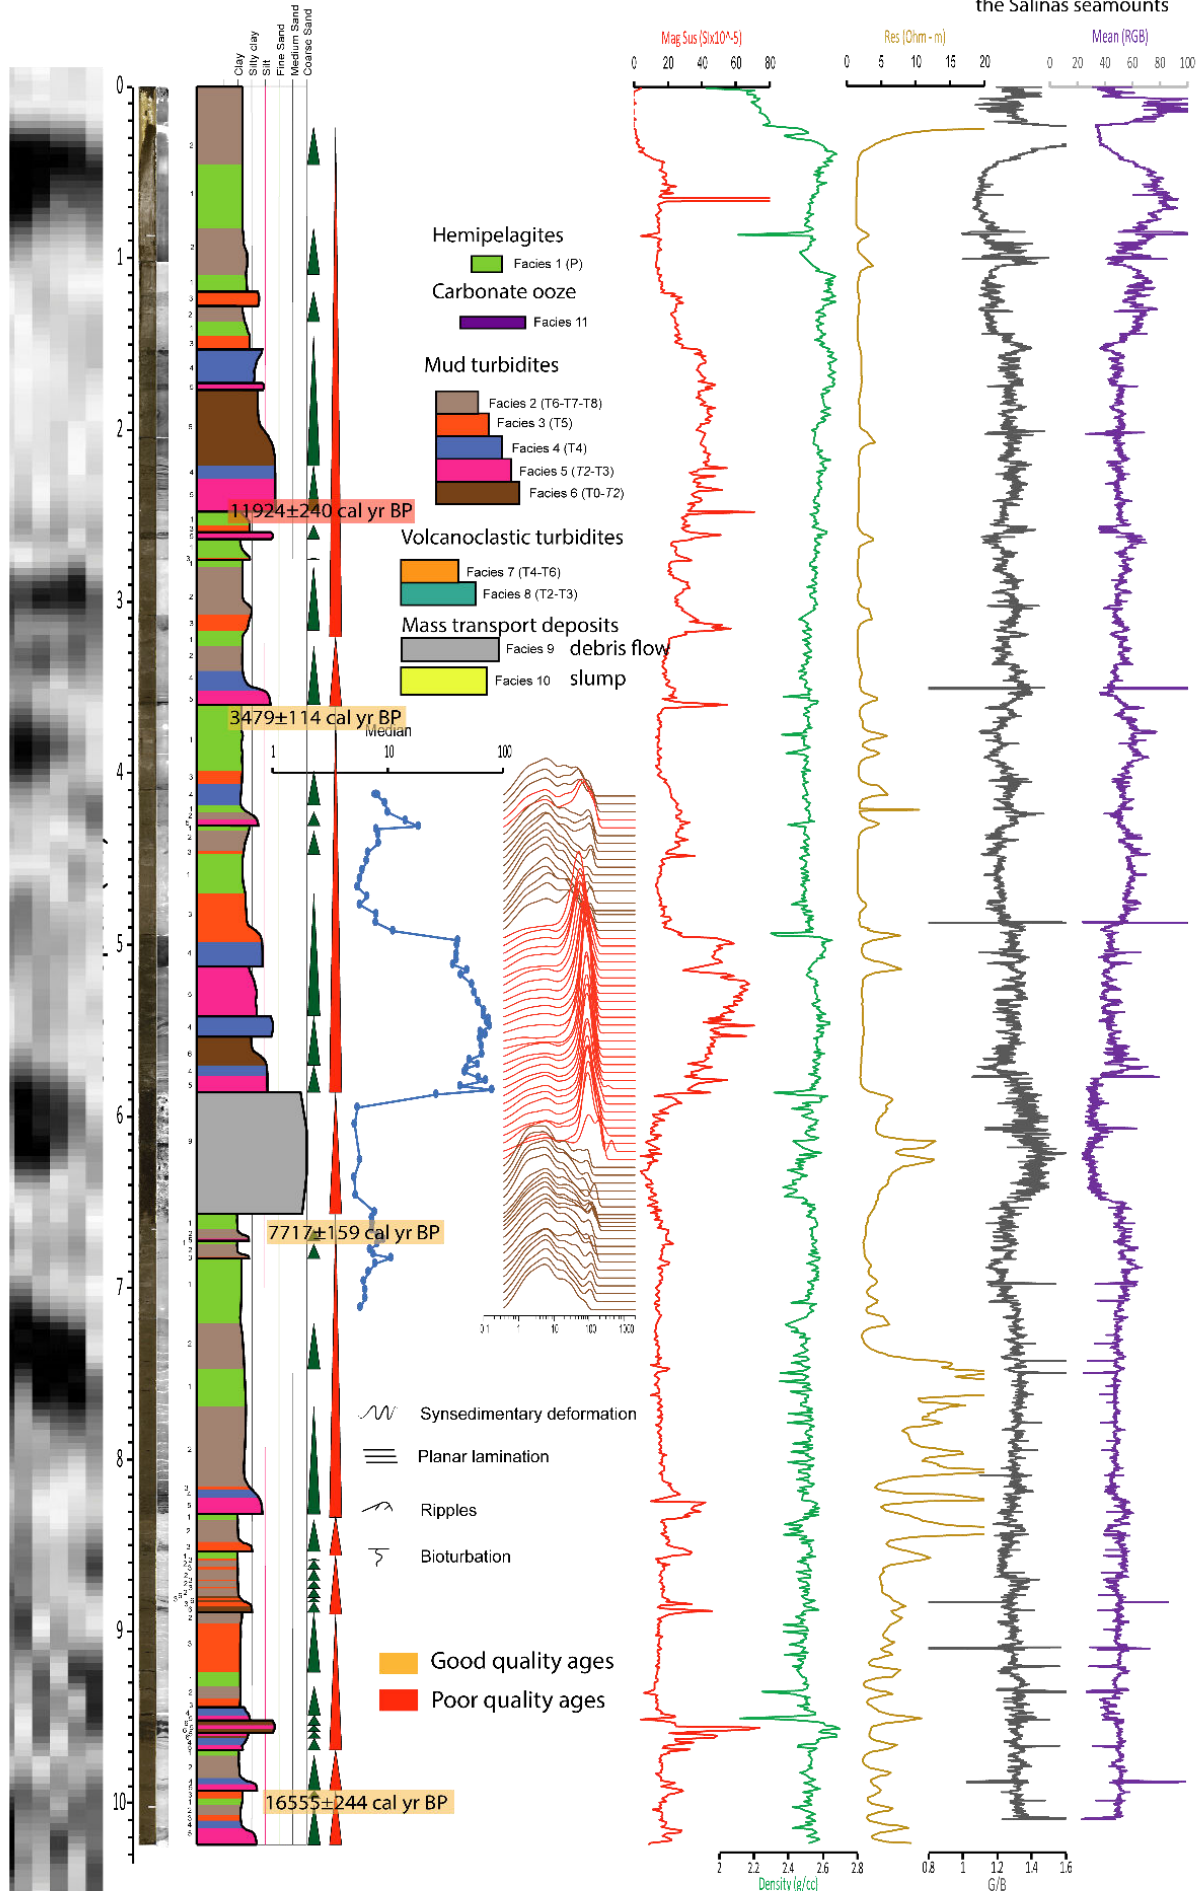 the Salinas seamounts
Mag Sus (SIx10^-5)
Res (Ohm - m)
Mean (RGB)
0 20 40 60 80
0 5 10 15 20
0 20 40 60 80 100
Clay
Silty clay
Silt
Fine Sand
Medium Sand
Coarse Sand
0
1
2
3
4
5
6
7
8
9
10
Hemipelagites
Facies 1 (P)
Carbonate ooze
Facies 11
Mud turbidites
Facies 2 (T6-T7-T8)
Facies 3 (T5)
Facies 4 (T4)
Facies 5 (T2-T3)
Facies 6 (T0-T2)
11924±240 cal yr BP
Volcanoclastic turbidites
Facies 7 (T4-T6)
Facies 8 (T2-T3)
Mass transport deposits
Facies 9 debris flow
Facies 10 slump
3479±114 cal yr BP
Median
1 10 100
7717±159 cal yr BP
0.1 1 10 100 1000
Synsedimentary deformation
Planar lamination
Ripples
Bioturbation
Good quality ages
Poor quality ages
16555±244 cal yr BP
2 2.2 2.4 2.6 2.8
Density (g/cc)
0.8 1 1.2 1.4 1.6
G/B